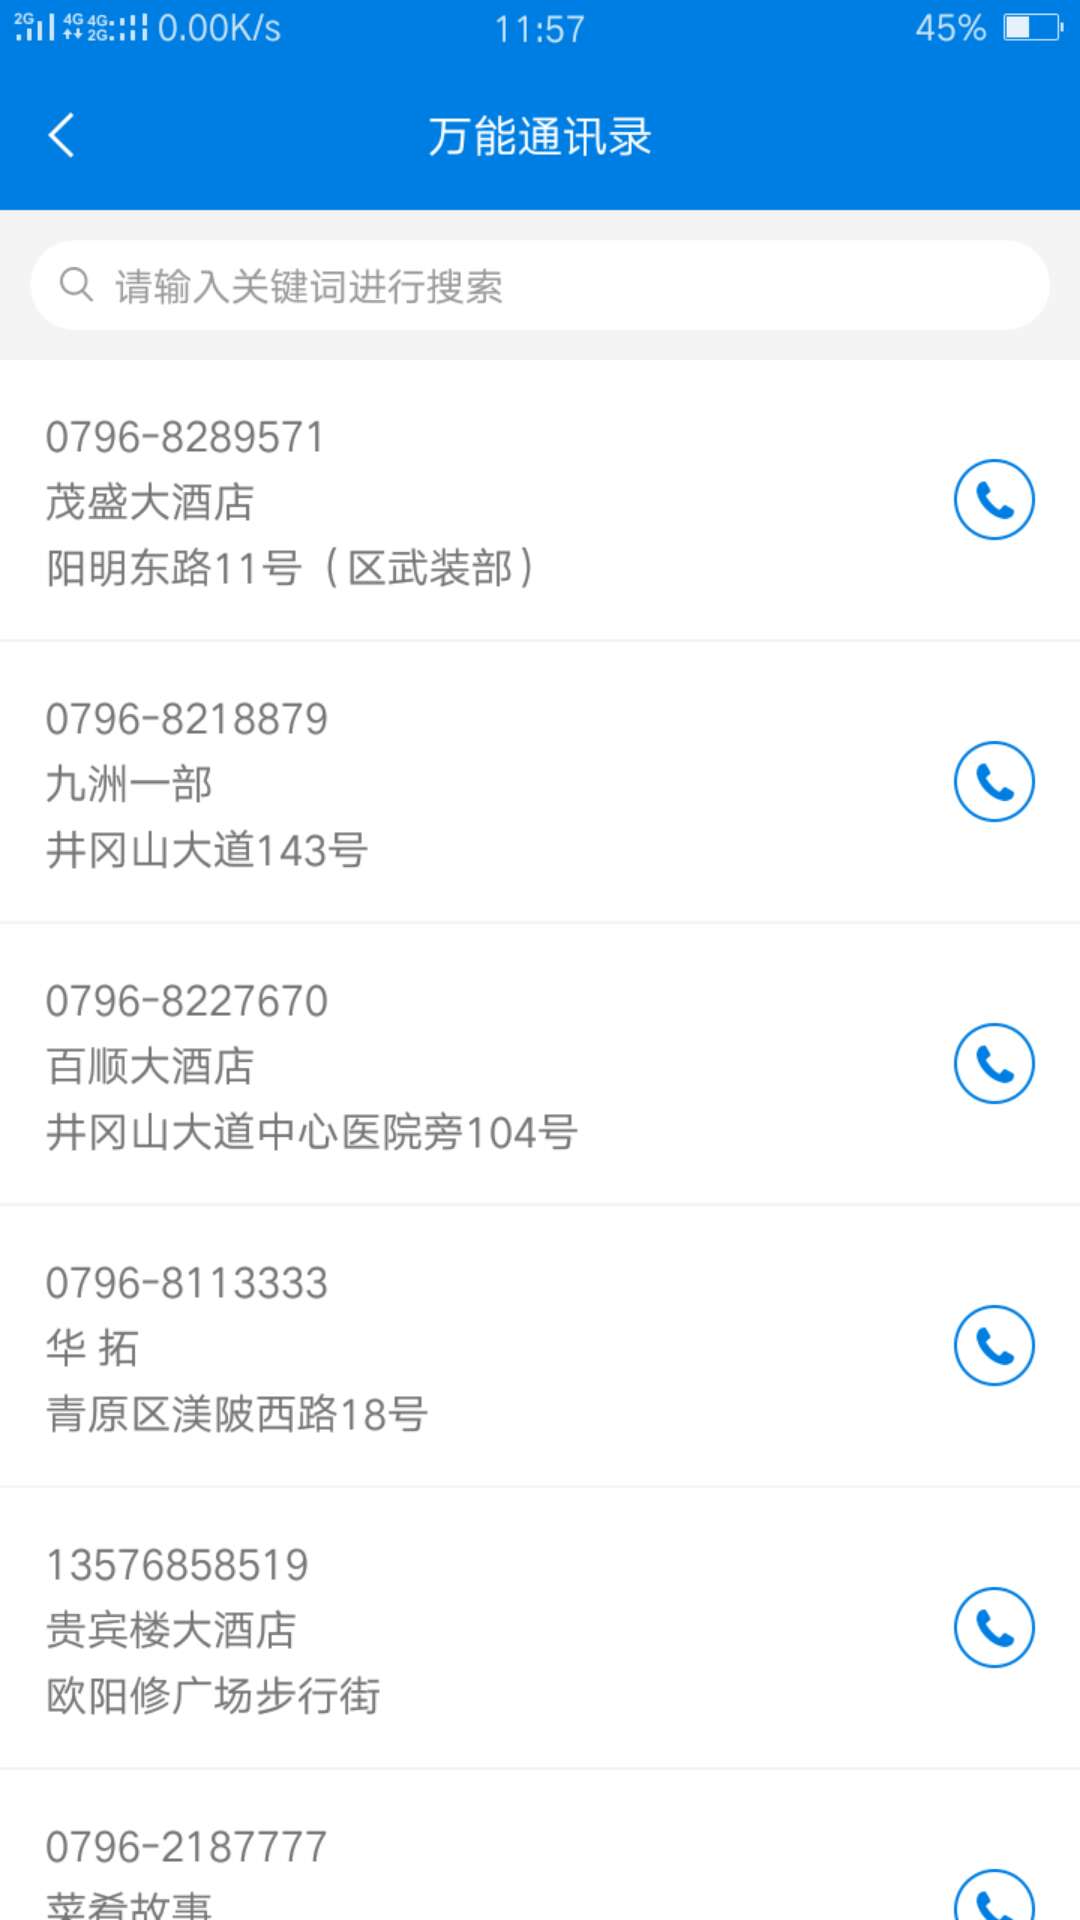 2G 4G 4G 2G 0.00K/s 11:57 45%
万能通讯录
请输入关键词进行搜索
0796-8289571
茂盛大酒店
阳明东路11号（区武装部）
0796-8218879
九洲一部
井冈山大道143号
0796-8227670
百顺大酒店
井冈山大道中心医院旁104号
0796-8113333
华 拓
青原区渼陂西路18号
13576858519
贵宾楼大酒店
欧阳修广场步行街
0796-2187777
菜肴故事